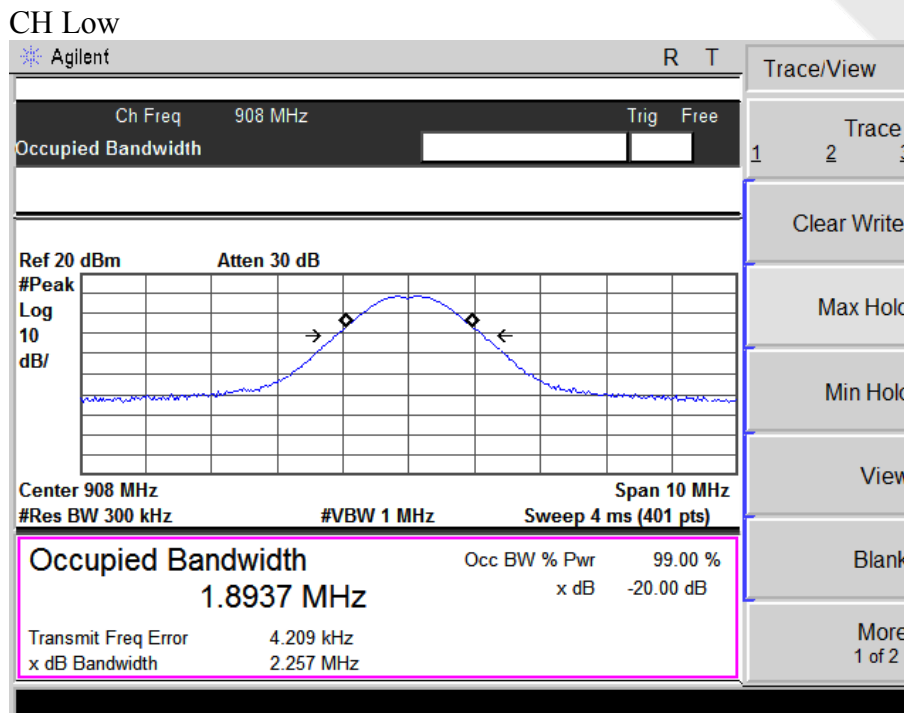 CH Low
Agilent R T
Trace/View
Ch Freq 908 MHz Trig Free
Occupied Bandwidth
Trace
1 2
Clear Write
Ref 20 dBm Atten 30 dB
#Peak
Log
10
dB/
Max Hold
Min Hold
View
Center 908 MHz Span 10 MHz
#Res BW 300 kHz #VBW 1 MHz Sweep 4 ms (401 pts)
Occupied Bandwidth Occ BW % Pwr 99.00 %
1.8937 MHz x dB -20.00 dB
Blank
Transmit Freq Error 4.209 kHz
x dB Bandwidth 2.257 MHz
More
1 of 2